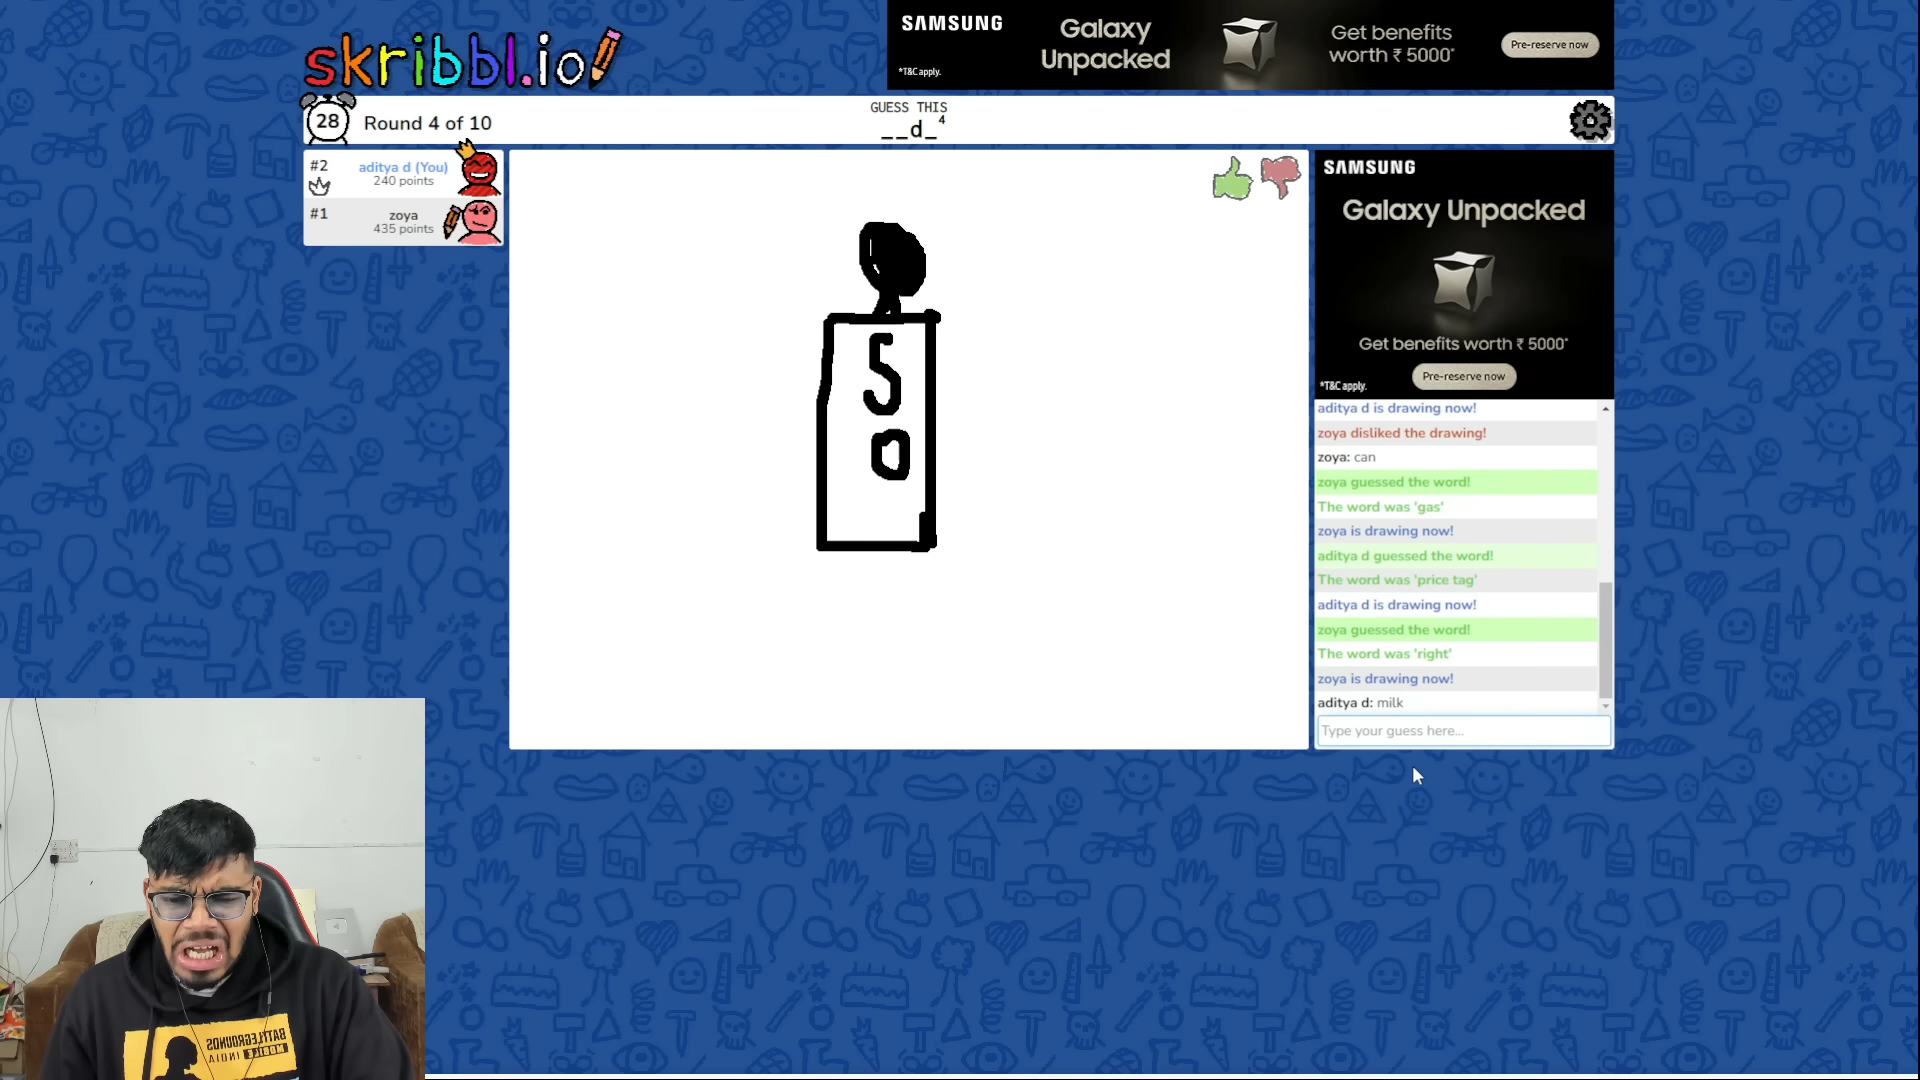 SAMSUNG
*T&C apply.
Galaxy
Unpacked
Get benefits
worth ₹ 5000*
Pre-reserve now
skribbl.io
28
Round 4 of 10
GUESS THIS
__d_ 4
#2
aditya d (You)
240 points
#1
zoya
435 points
S
O
SAMSUNG
Galaxy Unpacked
Get benefits worth ₹ 5000*
*T&C apply.
Pre-reserve now
aditya d is drawing now!
zoya disliked the drawing!
zoya: can
zoya guessed the word!
The word was 'gas'
zoya is drawing now!
aditya d guessed the word!
The word was 'price tag'
aditya d is drawing now!
zoya guessed the word!
The word was 'right'
zoya is drawing now!
aditya d: milk
Type your guess here...
BATTLEGROUNDS
MOBILE INDIA